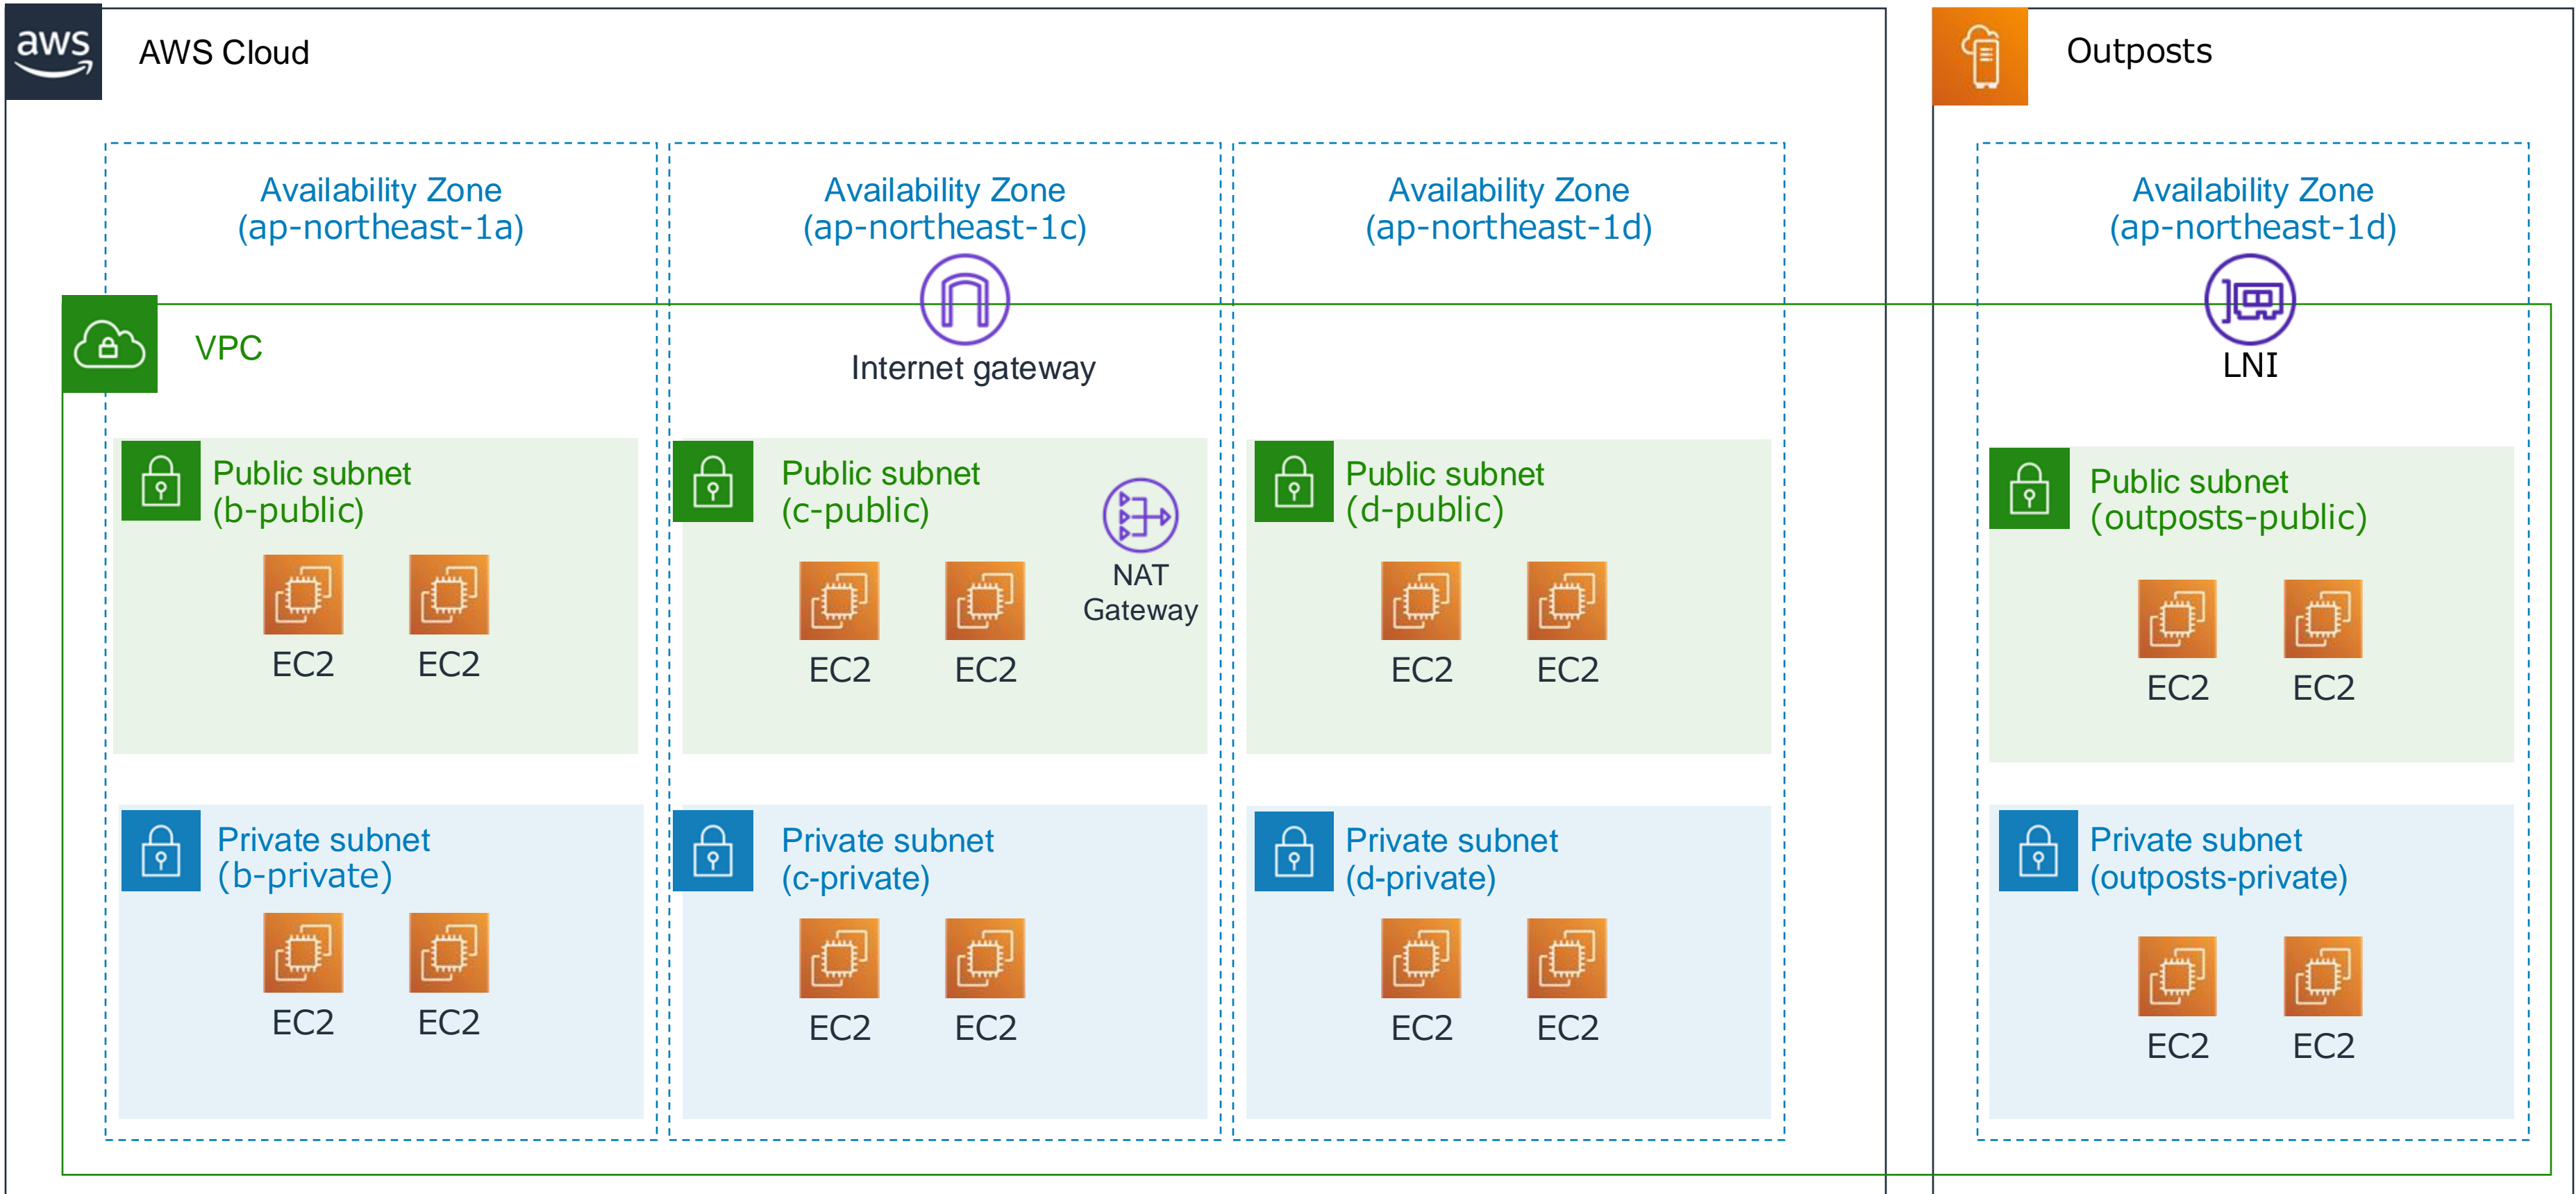 aws
AWS Cloud
Outposts
Availability Zone
(ap-northeast-1a)
Availability Zone
(ap-northeast-1c)
Availability Zone
(ap-northeast-1d)
Availability Zone
(ap-northeast-1d)
VPC
Internet gateway
LNI
Public subnet
(b-public)
EC2
EC2
Public subnet
(c-public)
NAT
Gateway
EC2
EC2
Public subnet
(d-public)
EC2
EC2
Public subnet
(outposts-public)
EC2
EC2
Private subnet
(b-private)
EC2
EC2
Private subnet
(c-private)
EC2
EC2
Private subnet
(d-private)
EC2
EC2
Private subnet
(outposts-private)
EC2
EC2